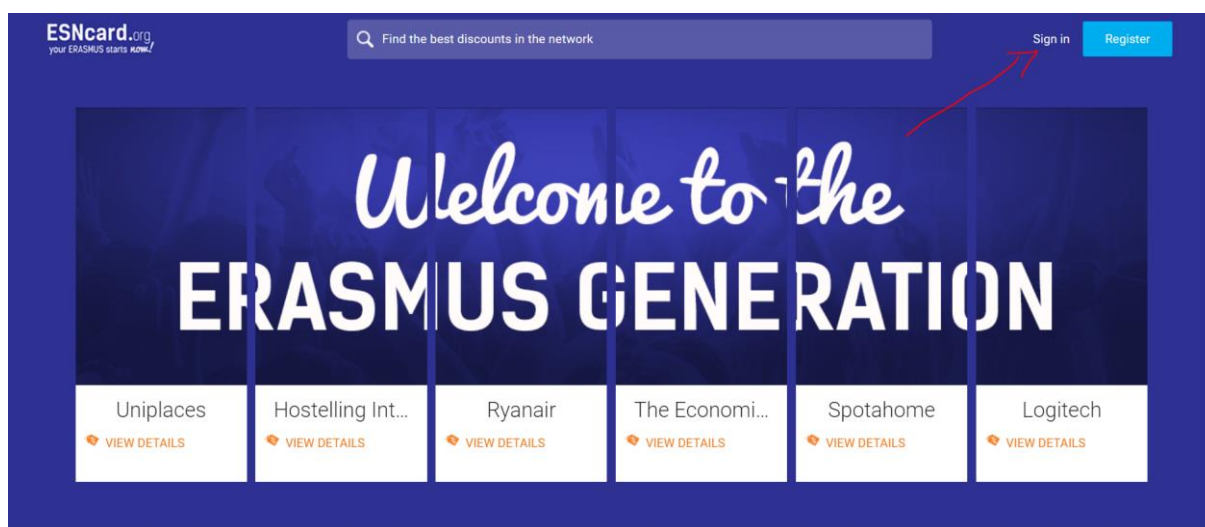 ESNcard.org
your ERASMUS starts now!
Find the best discounts in the network
Sign in
Register
Welcome to the
ERASMUS GENERATION
Uniplaces
Hostelling Int...
Ryanair
The Economi...
Spotahome
Logitech
VIEW DETAILS
VIEW DETAILS
VIEW DETAILS
VIEW DETAILS
VIEW DETAILS
VIEW DETAILS